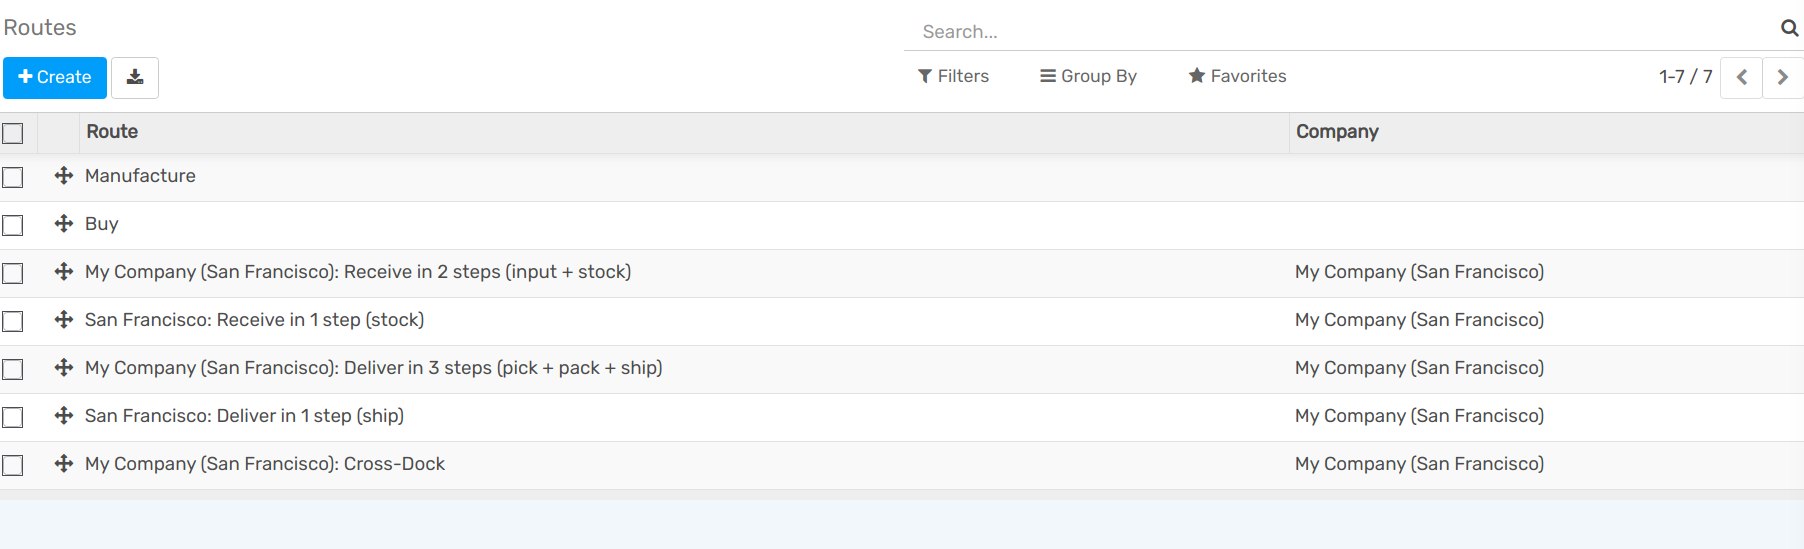 Routes
Search...
Create
Filters Group By Favorites 1-7 / 7
Route Company
Manufacture
Buy
My Company (San Francisco): Receive in 2 steps (input + stock) My Company (San Francisco)
San Francisco: Receive in 1 step (stock) My Company (San Francisco)
My Company (San Francisco): Deliver in 3 steps (pick + pack + ship) My Company (San Francisco)
San Francisco: Deliver in 1 step (ship) My Company (San Francisco)
My Company (San Francisco): Cross-Dock My Company (San Francisco)